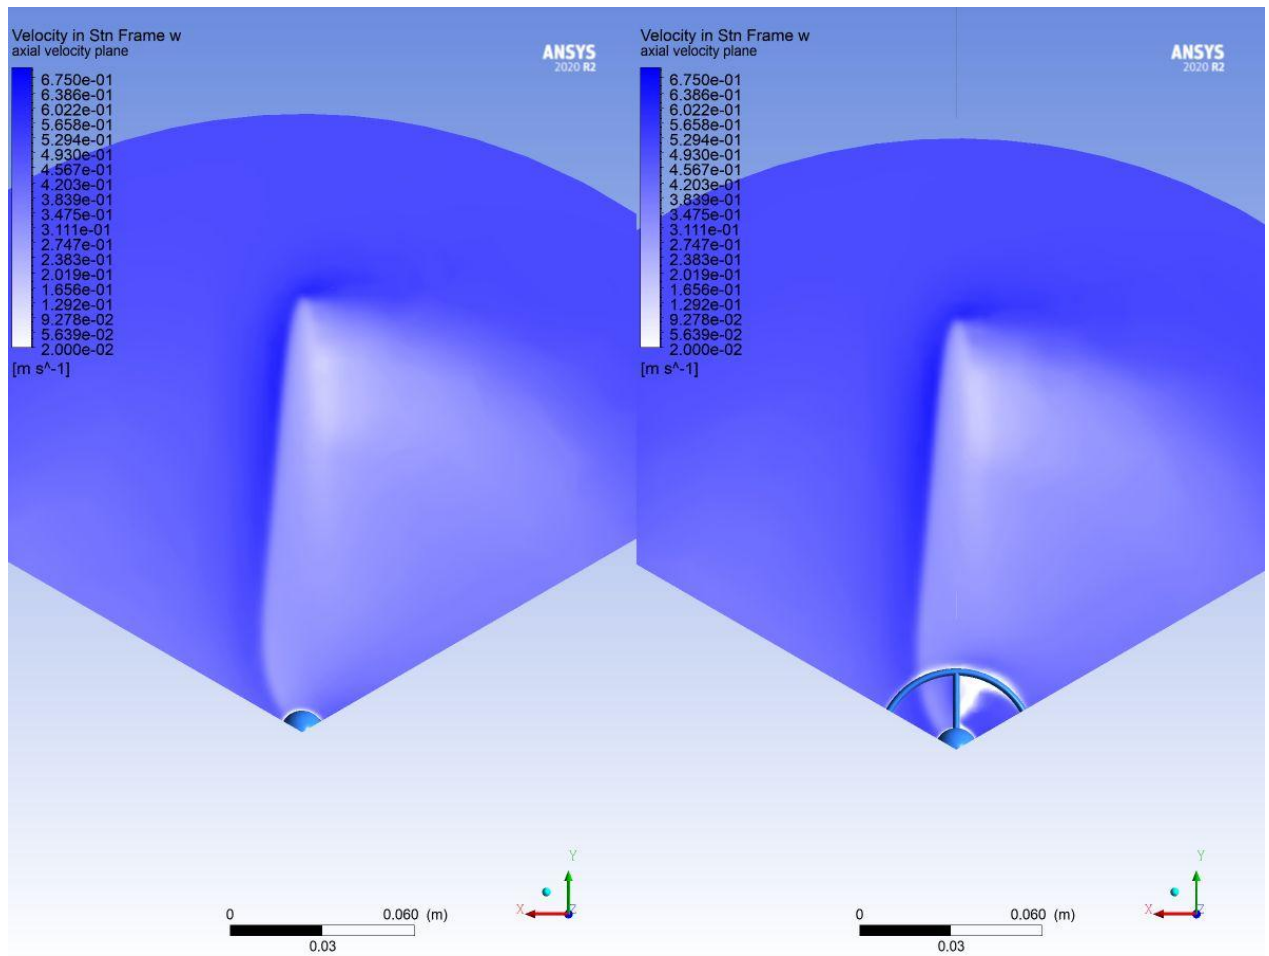 Velocity in Stn Frame w
axial velocity plane
ANSYS
2020 R2
6.750e-01
6.386e-01
6.022e-01
5.658e-01
5.294e-01
4.930e-01
4.567e-01
4.203e-01
3.839e-01
3.475e-01
3.111e-01
2.747e-01
2.383e-01
2.019e-01
1.656e-01
1.292e-01
9.278e-02
5.639e-02
2.000e-02
[m s^-1]
Y
X
Z
0
0.060 (m)
0.03
Velocity in Stn Frame w
axial velocity plane
ANSYS
2020 R2
6.750e-01
6.386e-01
6.022e-01
5.658e-01
5.294e-01
4.930e-01
4.567e-01
4.203e-01
3.839e-01
3.475e-01
3.111e-01
2.747e-01
2.383e-01
2.019e-01
1.656e-01
1.292e-01
9.278e-02
5.639e-02
2.000e-02
[m s^-1]
Y
X
Z
0
0.060 (m)
0.03